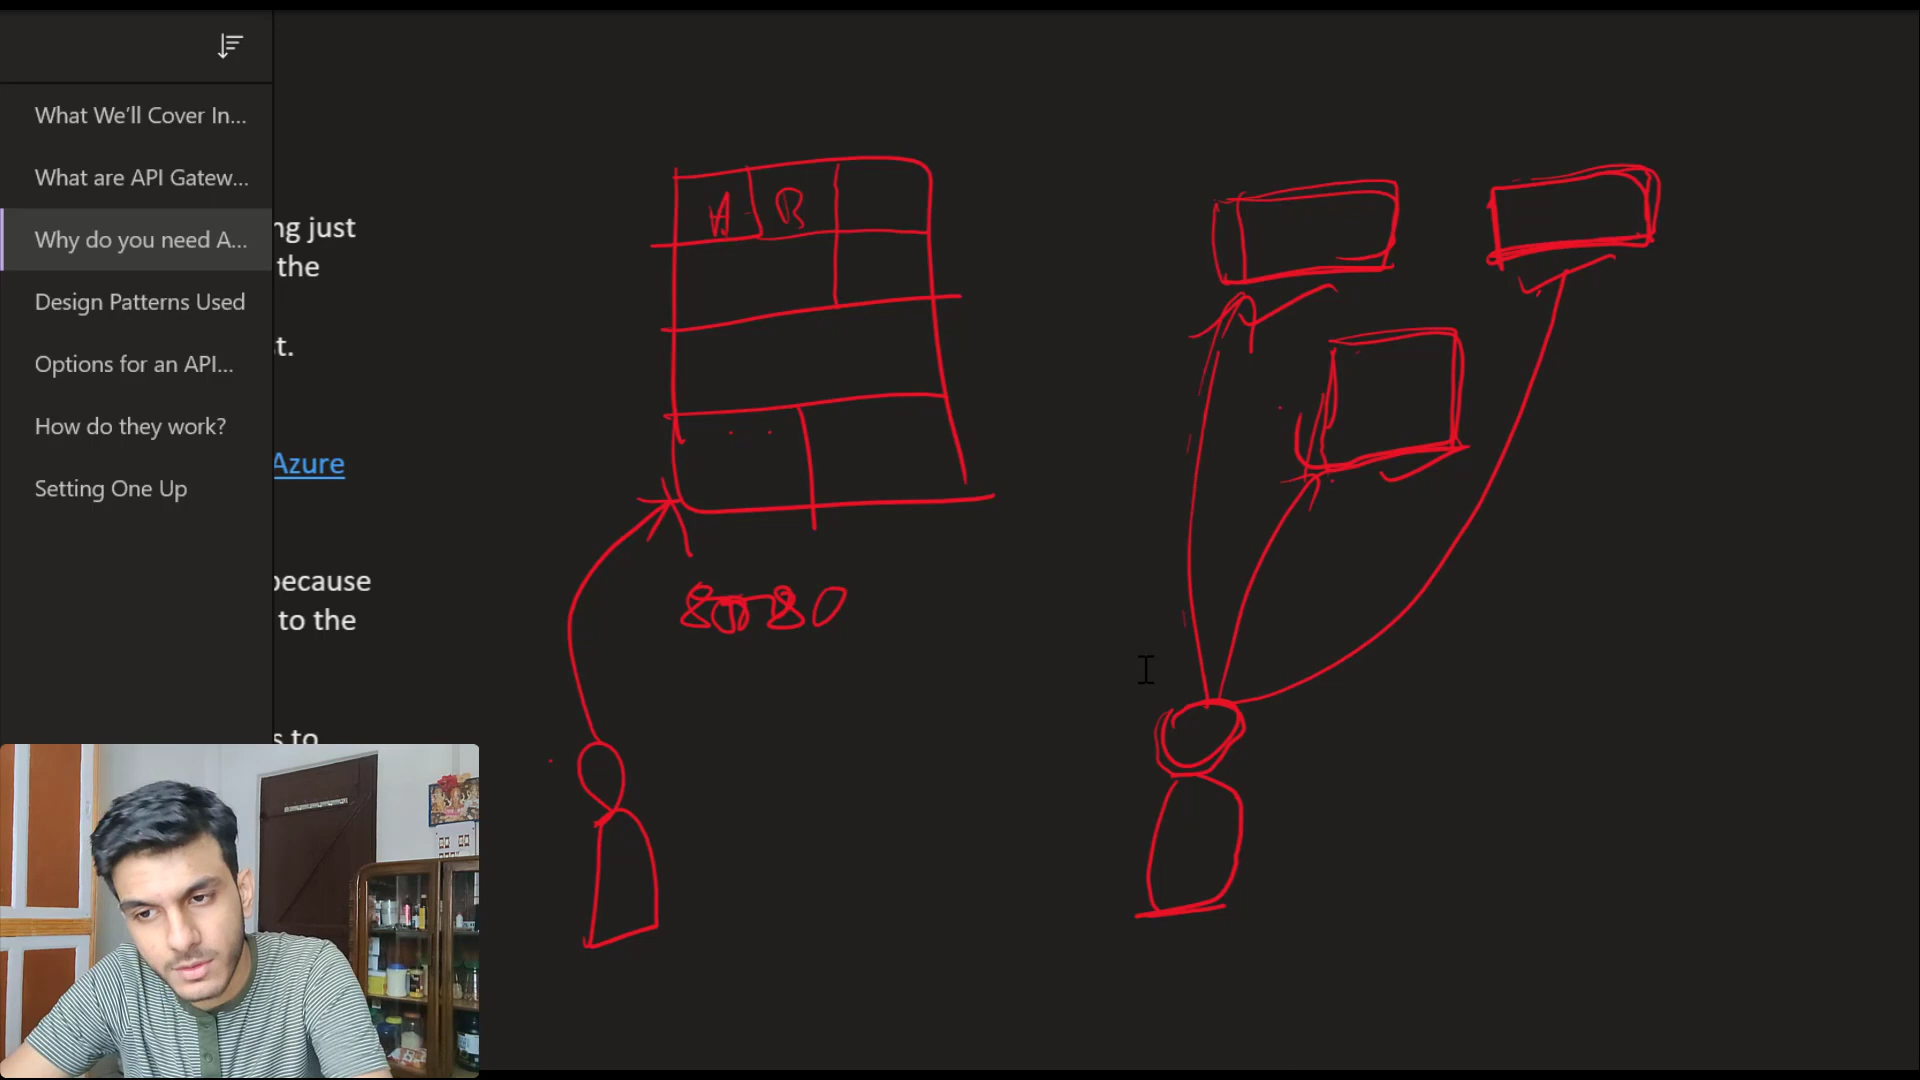 What We'll Cover In...
What are API Gatew...
Why do you need A...
Design Patterns Used
Options for an API...
How do they work?
Setting One Up
ng just
the
t.
Azure
because
to the
s to
A
B
8080